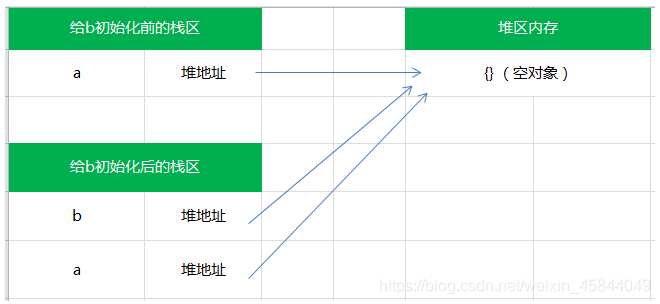 给b初始化前的栈区 堆区内存
a 堆地址 {} （空对象）
给b初始化后的栈区
b 堆地址
a 堆地址
https://blog.csdn.net/weixin_45844049